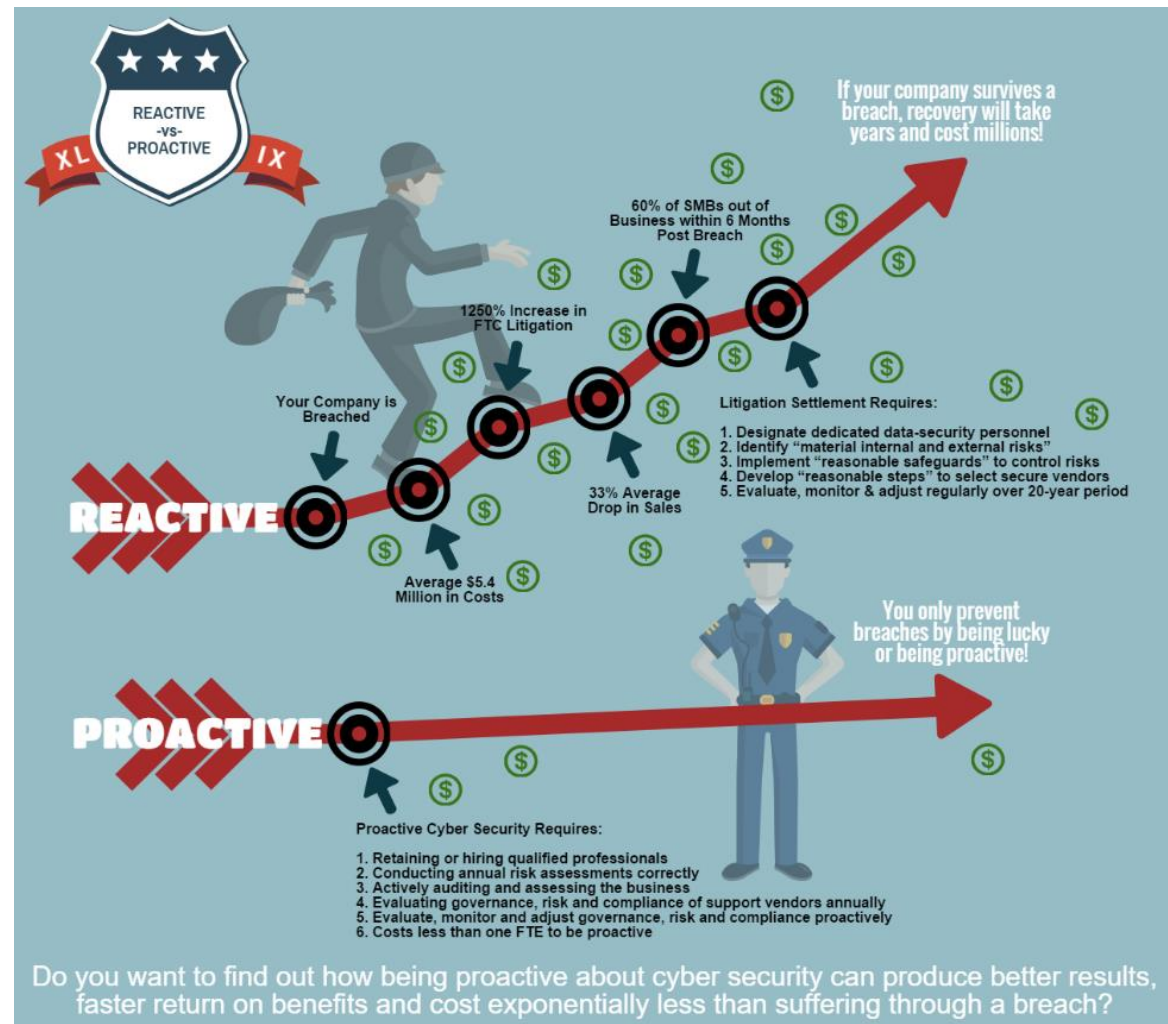 REACTIVE
-vs-
PROACTIVE
XL
IX
If your company survives a
breach, recovery will take
years and cost millions!
60% of SMBs out of
Business within 6 Months
Post Breach
1250% Increase in
FTC Litigation
Your Company is
Breached
REACTIVE
Average $5.4
Million in Costs
33% Average
Drop in Sales
Litigation Settlement Requires:
1. Designate dedicated data-security personnel
2. Identify “material internal and external risks”
3. Implement “reasonable safeguards” to control risks
4. Develop “reasonable steps” to select secure vendors
5. Evaluate, monitor & adjust regularly over 20-year period
You only prevent
breaches by being lucky
or being proactive!
PROACTIVE
Proactive Cyber Security Requires:
1. Retaining or hiring qualified professionals
2. Conducting annual risk assessments correctly
3. Actively auditing and assessing the business
4. Evaluating governance, risk and compliance of support vendors annually
5. Evaluate, monitor and adjust governance, risk and compliance proactively
6. Costs less than one FTE to be proactive
Do you want to find out how being proactive about cyber security can produce better results,
faster return on benefits and cost exponentially less than suffering through a breach?